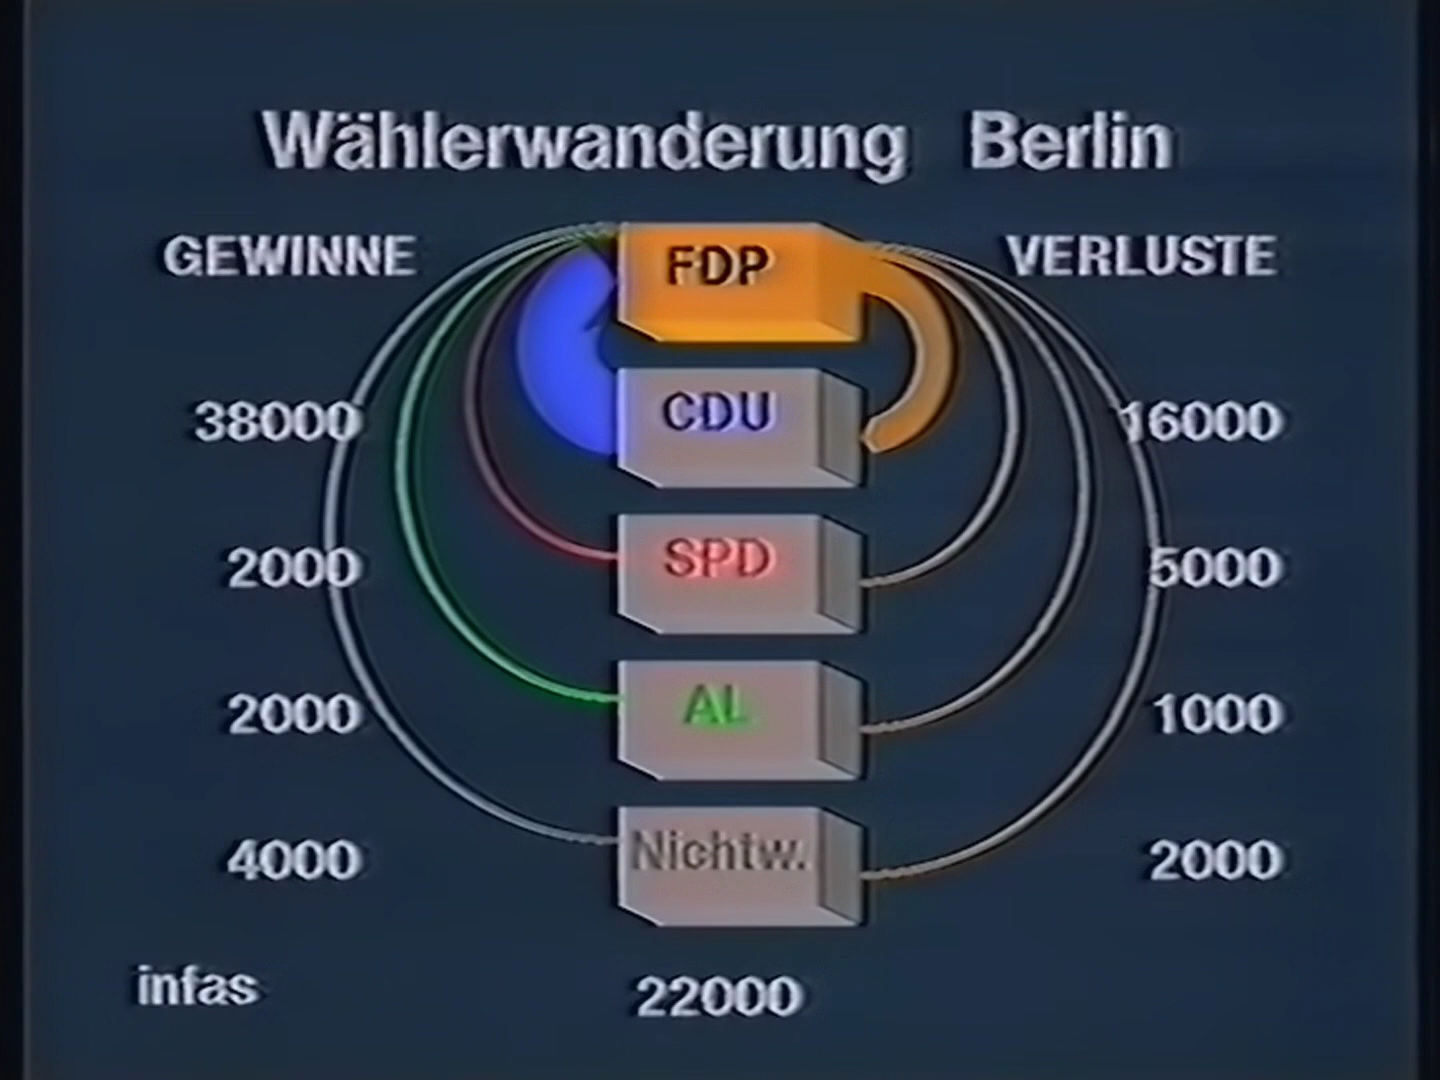 Wählerwanderung Berlin
GEWINNE FDP VERLUSTE
38000 CDU 16000
2000 SPD 5000
2000 AL 1000
4000 Nichtw. 2000
infas 22000